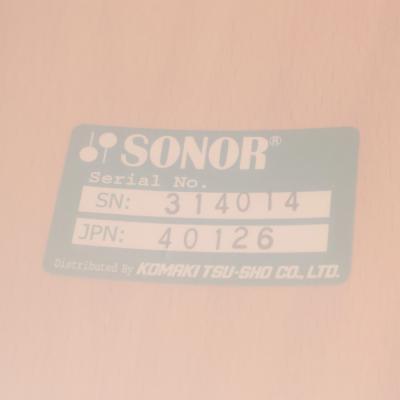 SONOR®
Serial No.
SN: 314014
JPN: 40126
Distributed By KOMAKI TSU-SHO CO., LTD.